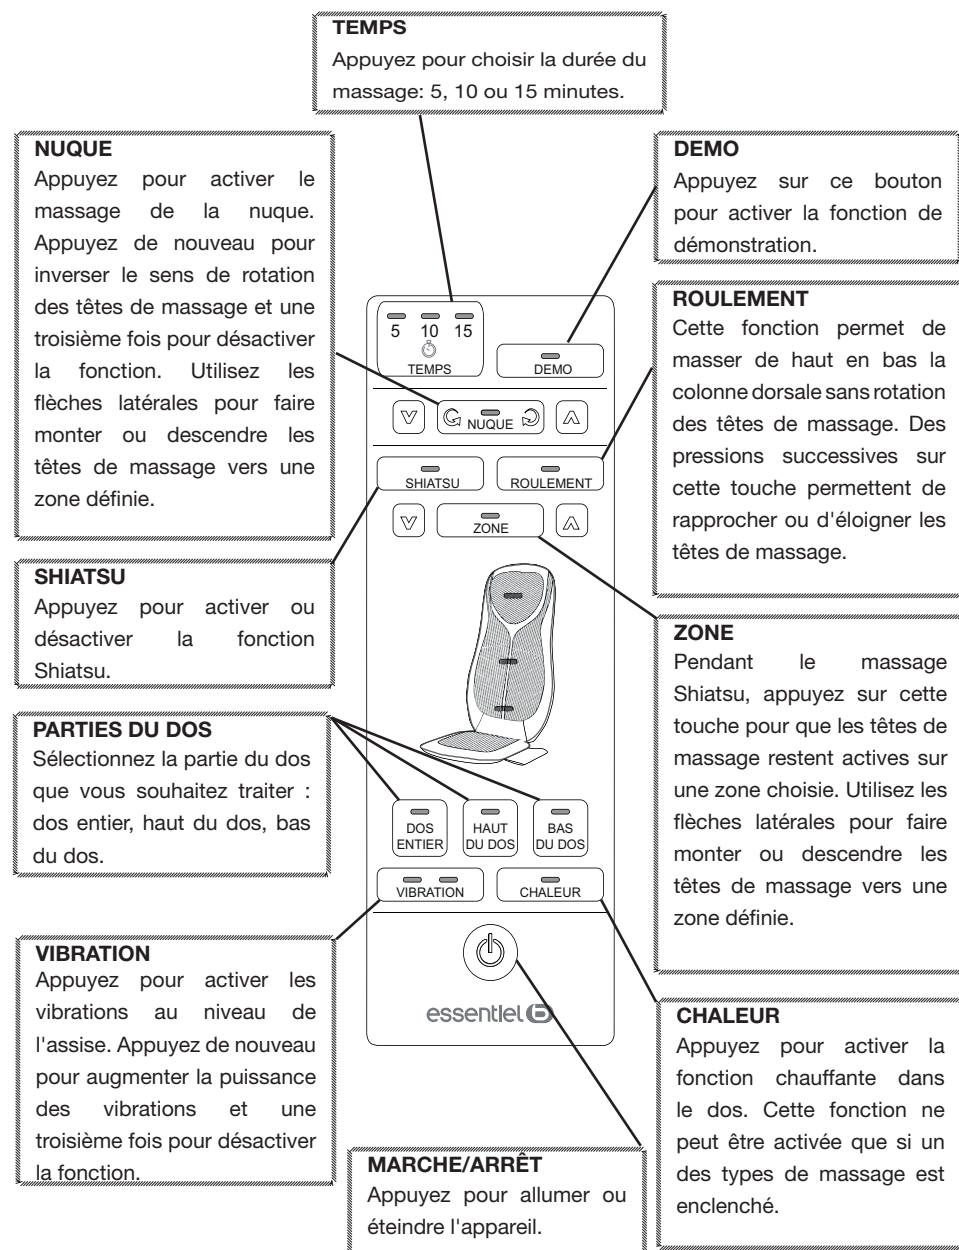 TEMPS
Appuyez pour choisir la durée du
massage: 5, 10 ou 15 minutes.
NUQUE
Appuyez pour activer le
massage de la nuque.
Appuyez de nouveau pour
inverser le sens de rotation
des têtes de massage et une
troisième fois pour désactiver
la fonction. Utilisez les
flèches latérales pour faire
monter ou descendre les
têtes de massage vers une
zone définie.
SHIATSU
Appuyez pour activer ou
désactiver la fonction
Shiatsu.
PARTIES DU DOS
Sélectionnez la partie du dos
que vous souhaitez traiter :
dos entier, haut du dos, bas
du dos.
VIBRATION
Appuyez pour activer les
vibrations au niveau de
l'assise. Appuyez de nouveau
pour augmenter la puissance
des vibrations et une
troisième fois pour désactiver
la fonction.
5 10 15
TEMPS
DEMO
NUQUE
SHIATSU
ROULEMENT
ZONE
DOS
ENTIER
HAUT
DU DOS
BAS
DU DOS
VIBRATION
CHALEUR
essentiel b
DEMO
Appuyez sur ce bouton
pour activer la fonction de
démonstration.
ROULEMENT
Cette fonction permet de
masser de haut en bas la
colonne dorsale sans rotation
des têtes de massage. Des
pressions successives sur
cette touche permettent de
rapprocher ou d'éloigner les
têtes de massage.
ZONE
Pendant le massage
Shiatsu, appuyez sur cette
touche pour que les têtes de
massage restent actives sur
une zone choisie. Utilisez les
flèches latérales pour faire
monter ou descendre les
têtes de massage vers une
zone définie.
CHALEUR
Appuyez pour activer la
fonction chauffante dans
le dos. Cette fonction ne
peut être activée que si un
des types de massage est
enclenché.
MARCHE/ARRÊT
Appuyez pour allumer ou
éteindre l'appareil.